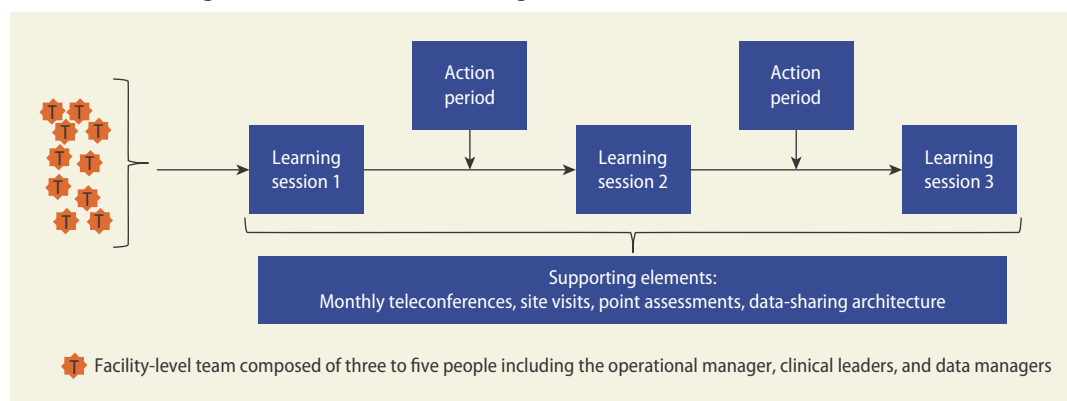 Action
period
Action
period
T T
T T
T T
T
T
T T
Learning
session 1
Learning
session 2
Learning
session 3
Supporting elements:
Monthly teleconferences, site visits, point assessments, data-sharing architecture
T Facility-level team composed of three to five people including the operational manager, clinical leaders, and data managers